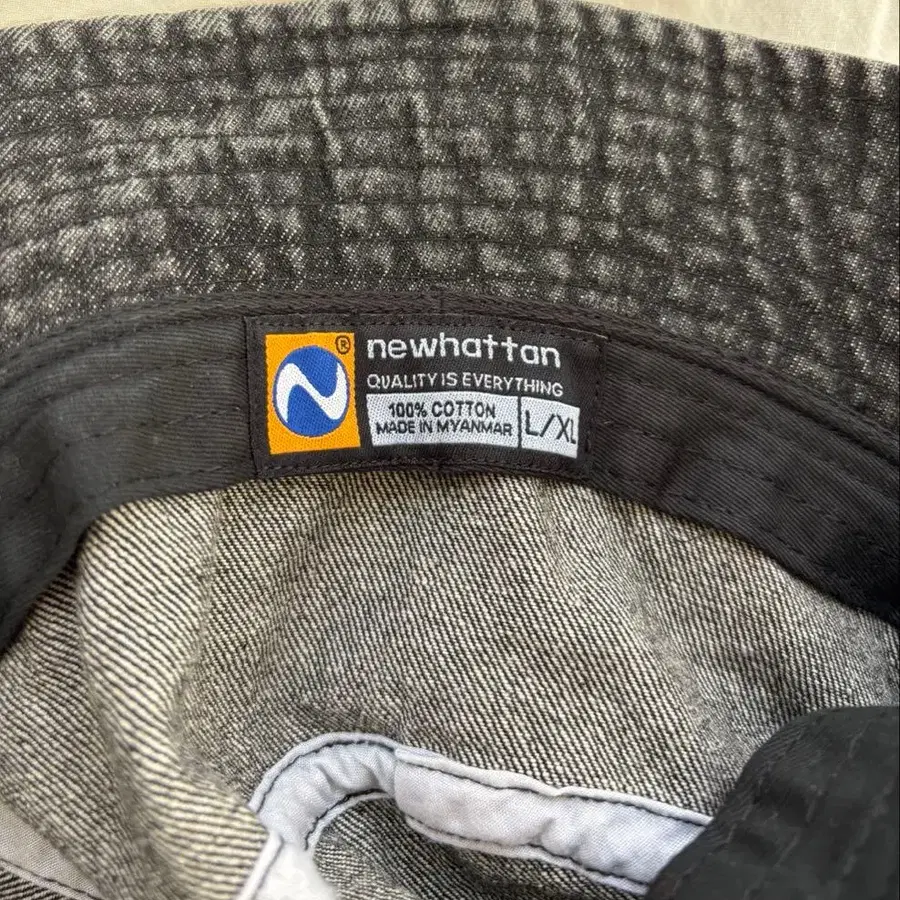 ®
newhattan
QUALITY IS EVERYTHING
100% COTTON
MADE IN MYANMAR
L/XL